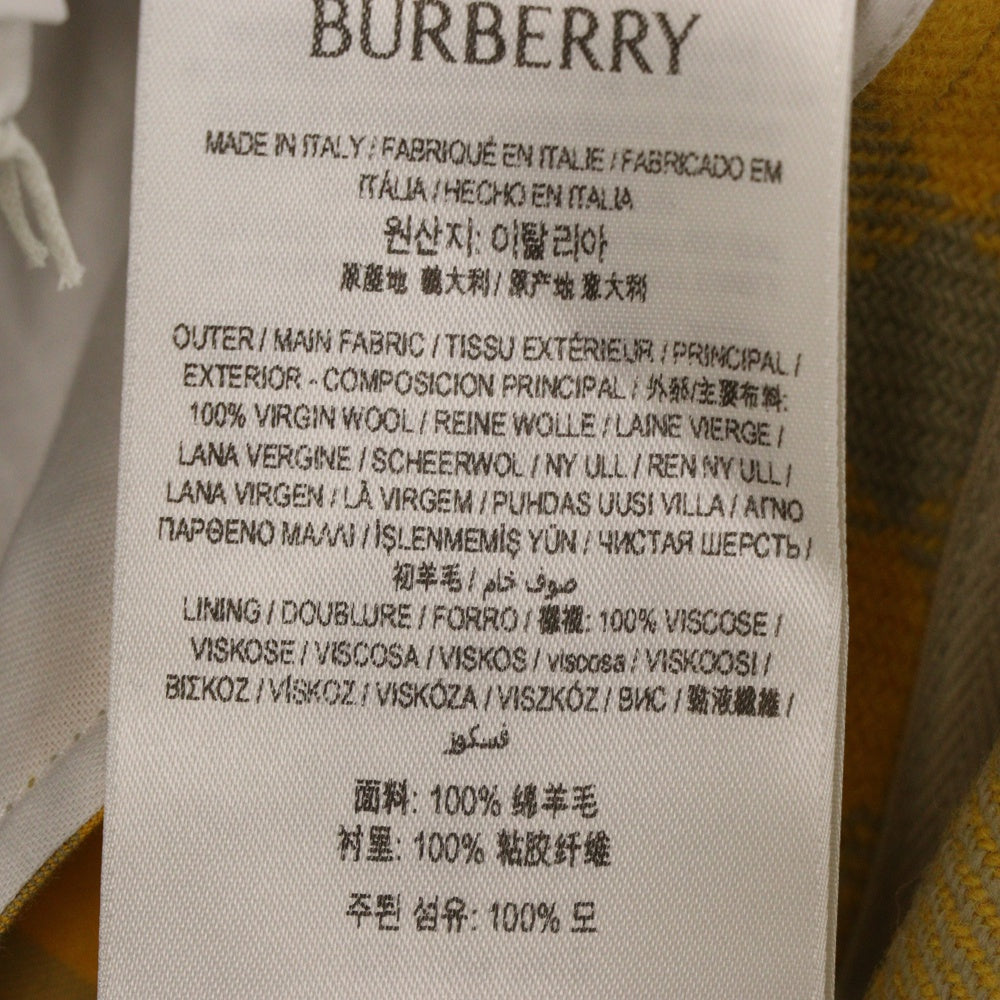 BURBERRY
MADE IN ITALY / FABRIQUÉ EN ITALIE / FABRICADO EM
ITÁLIA / HECHO EN ITALIA
원산지: 이탈리아
原產地 義大利/ 原产地 意大利
OUTER / MAIN FABRIC / TISSU EXTÉRIEUR / PRINCIPAL /
EXTERIOR - COMPOSICION PRINCIPAL / 外部/主要布料:
100% VIRGIN WOOL / REINE WOLLE / LAINE VIERGE /
LANA VERGINE / SCHEERWOL / NY ULL / REN NY ULL /
LANA VIRGEN / LÀ VIRGEM / PUHDAS UUSI VILLA / ΑΓΝΟ
ΠΑΡΘΕΝΟ ΜΑΛΛΙ / İŞLENMEMİŞ YÜN / ЧИСТАЯ ШЕРСТЬ /
初羊毛 / صوف خام
LINING / DOUBLURE / FORRO / 襯裡: 100% VISCOSE /
VISKOSE / VISCOSA / VISKOS / viscosa / VISKOOSI /
ΒΙΣΚΟΖ / VİSKOZ / VISKÓZA / VISZKÓZ / ВИС / 黏液纖維 /
فسكوز
面料: 100% 绵羊毛
衬里: 100% 粘胶纤维
주된 섬유: 100% 모